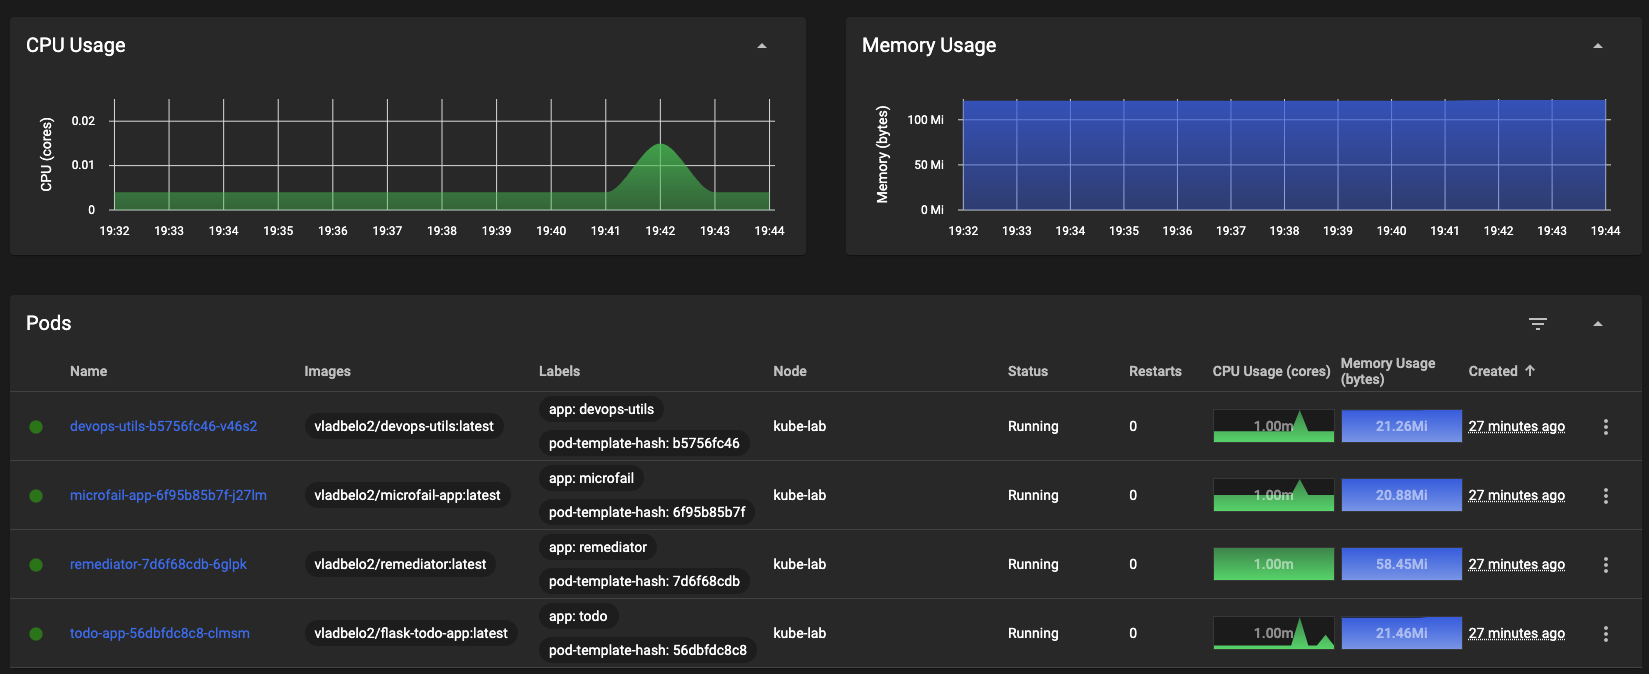 CPU Usage
CPU (cores)
0.02
0.01
0
19:32 19:33 19:34 19:35 19:36 19:37 19:38 19:39 19:40 19:41 19:42 19:43 19:44
Memory Usage
Memory (bytes)
100 Mi
50 Mi
0 Mi
19:32 19:33 19:34 19:35 19:36 19:37 19:38 19:39 19:40 19:41 19:42 19:43 19:44
Pods
Name Images Labels Node Status Restarts CPU Usage (cores) Memory Usage (bytes) Created
app: devops-utils
devops-utils-b5756fc46-v46s2 vladbelo2/devops-utils:latest kube-lab Running 0 1.00m 21.26Mi 27 minutes ago
pod-template-hash: b5756fc46
app: microfail
microfail-app-6f95b85b7f-j27lm vladbelo2/microfail-app:latest kube-lab Running 0 1.00m 20.88Mi 27 minutes ago
pod-template-hash: 6f95b85b7f
app: remediator
remediator-7d6f68cdb-6glpk vladbelo2/remediator:latest kube-lab Running 0 1.00m 58.45Mi 27 minutes ago
pod-template-hash: 7d6f68cdb
app: todo
todo-app-56dbfdc8c8-clmsm vladbelo2/flask-todo-app:latest kube-lab Running 0 1.00m 21.46Mi 27 minutes ago
pod-template-hash: 56dbfdc8c8